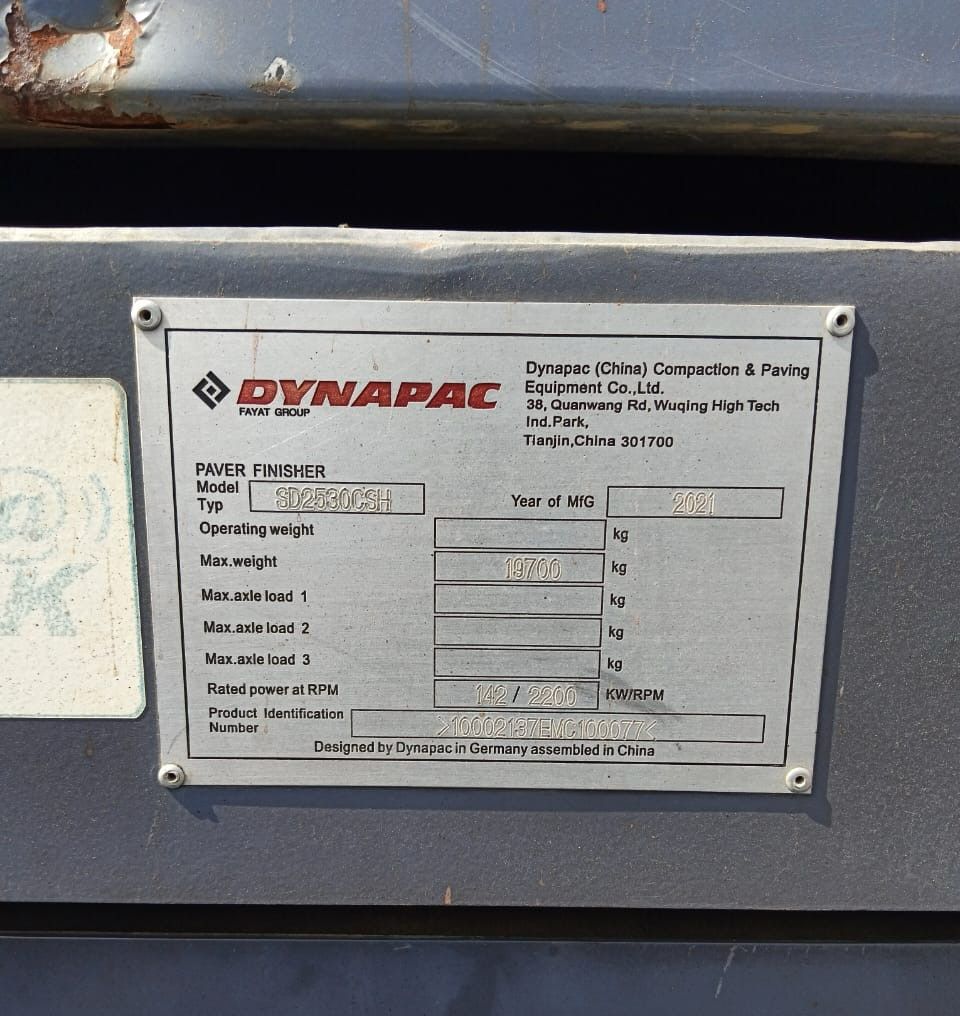 DYNAPAC
FAYAT GROUP
Dynapac (China) Compaction & Paving
Equipment Co.,Ltd.
38, Quanwang Rd, Wuqing High Tech
Ind.Park,
Tianjin,China 301700
PAVER FINISHER
Model
Typ
SD2530CSH
Year of MfG 2021
Operating weight kg
Max.weight 19700 kg
Max.axle load 1 kg
Max.axle load 2 kg
Max.axle load 3 kg
Rated power at RPM 142 / 2200 KW/RPM
Product Identification
Number
>10002137EMC100077<
Designed by Dynapac in Germany assembled in China